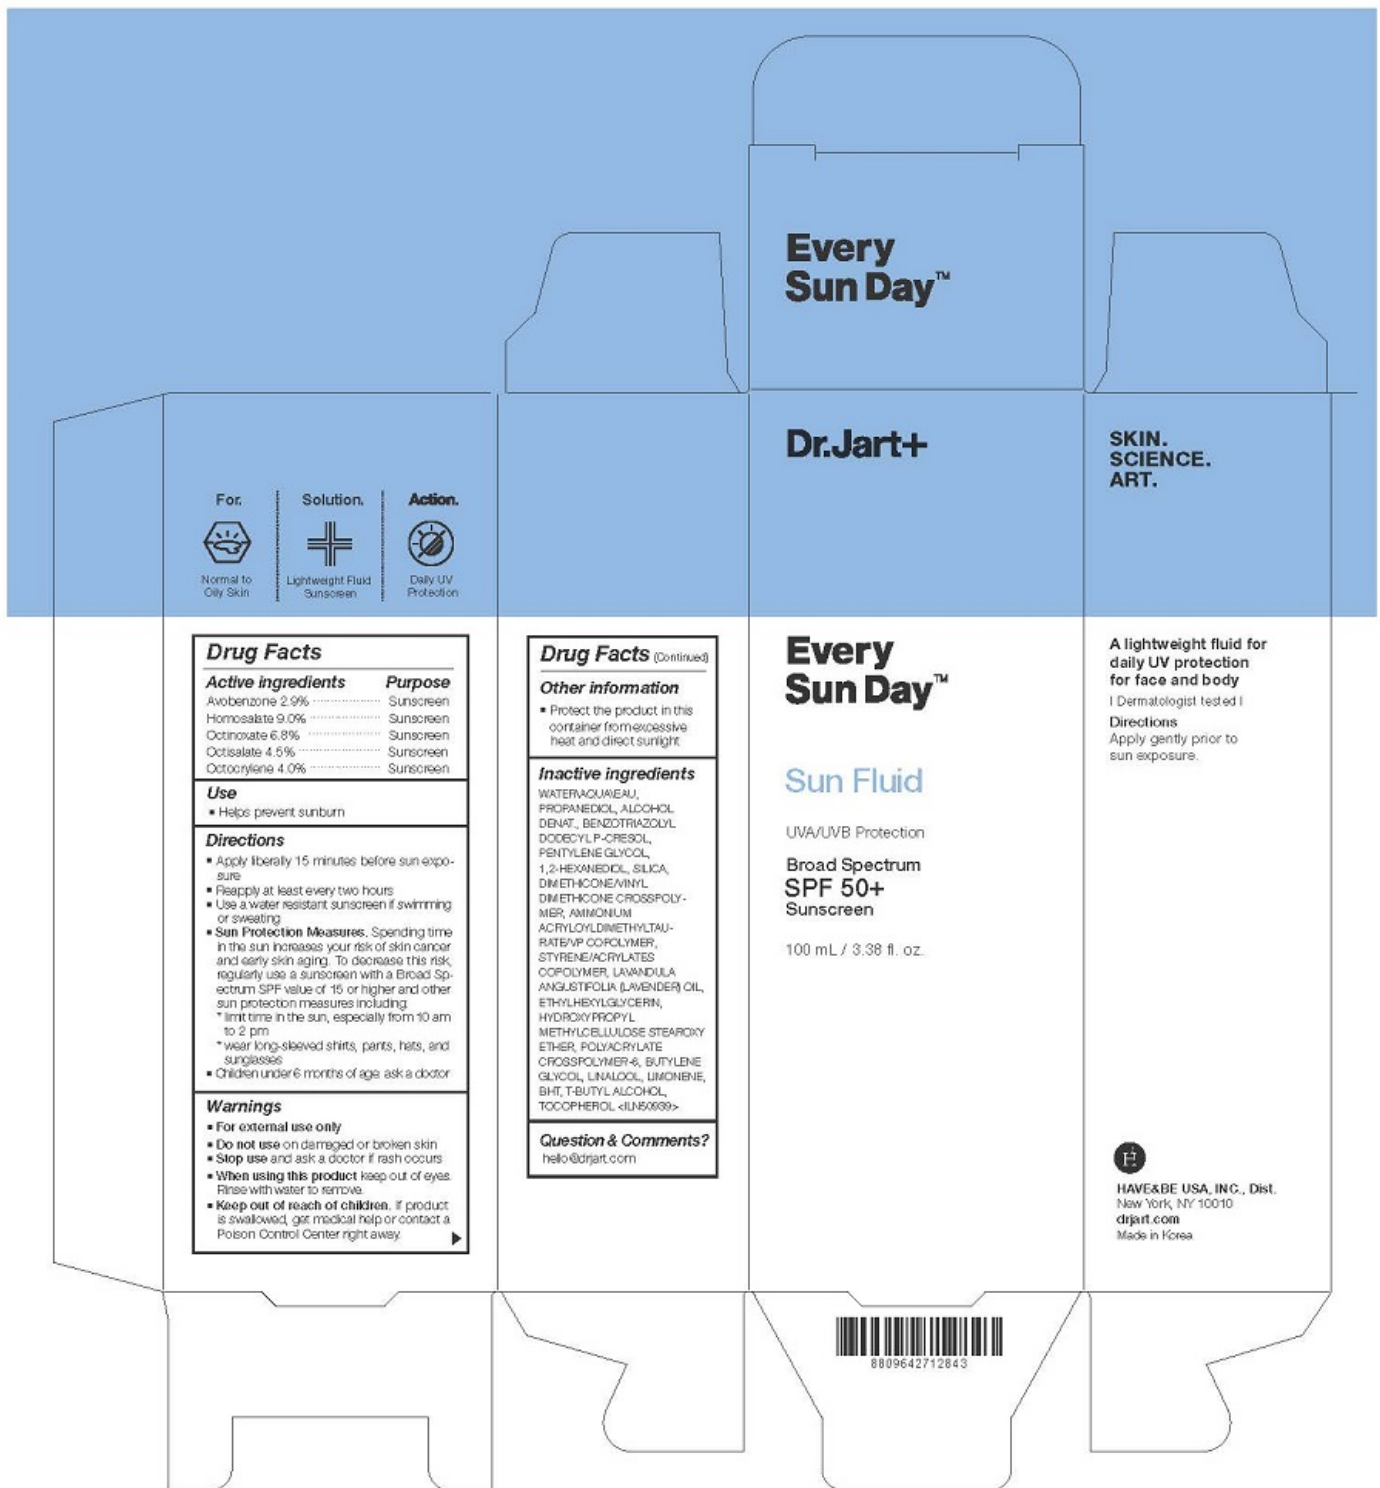 Every
Sun Day™
Dr.Jart+
SKIN.
SCIENCE.
ART.
For.
Normal to
Oily Skin
Solution.
Lightweight Fluid
Sunscreen
Action.
Daily UV
Protection
Drug Facts
Active ingredients Purpose
Avobenzone 2.9% ··················· Sunscreen
Homosalate 9.0% ··················· Sunscreen
Octinoxate 6.8% ··················· Sunscreen
Octisalate 4.5% ··················· Sunscreen
Octocrylene 4.0% ··················· Sunscreen
Use
▪ Helps prevent sunburn
Directions
▪ Apply liberally 15 minutes before sun expo-
sure
▪ Reapply at least every two hours
▪ Use a water resistant sunscreen if swimming
or sweating
▪ Sun Protection Measures. Spending time
in the sun increases your risk of skin cancer
and early skin aging. To decrease this risk,
regularly use a sunscreen with a Broad Sp-
ectrum SPF value of 15 or higher and other
sun protection measures including:
* limit time in the sun, especially from 10 am
to 2 pm
* wear long-sleeved shirts, pants, hats, and
sunglasses
▪ Children under 6 months of age: ask a doctor
Warnings
▪ For external use only
▪ Do not use on damaged or broken skin
▪ Stop use and ask a doctor if rash occurs
▪ When using this product keep out of eyes.
Rinse with water to remove.
▪ Keep out of reach of children. If product
is swallowed, get medical help or contact a
Poison Control Center right away.
Drug Facts (Continued)
Other information
▪ Protect the product in this
container from excessive
heat and direct sunlight
Inactive ingredients
WATER\AQUA\EAU,
PROPANEDIOL, ALCOHOL
DENAT., BENZOTRIAZOLYL
DODECYL P-CRESOL,
PENTYLENE GLYCOL,
1,2-HEXANEDIOL, SILICA,
DIMETHICONE/VINYL
DIMETHICONE CROSSPOLY-
MER, AMMONIUM
ACRYLOYLDIMETHYLTAU-
RATE/VP COPOLYMER,
STYRENE/ACRYLATES
COPOLYMER, LAVANDULA
ANGUSTIFOLIA (LAVENDER) OIL,
ETHYLHEXYLGLYCERIN,
HYDROXYPROPYL
METHYLCELLULOSE STEAROXY
ETHER, POLYACRYLATE
CROSSPOLYMER-6, BUTYLENE
GLYCOL, LINALOOL, LIMONENE,
BHT, T-BUTYL ALCOHOL,
TOCOPHEROL <ILN50939>
Question & Comments?
hello@drjart.com
Every
Sun Day™
Sun Fluid
UVA/UVB Protection
Broad Spectrum
SPF 50+
Sunscreen
100 mL / 3.38 fl. oz.
8809642712843
A lightweight fluid for
daily UV protection
for face and body
I Dermatologist tested I
Directions
Apply gently prior to
sun exposure.
H
HAVE&BE USA, INC., Dist.
New York, NY 10010
drjart.com
Made in Korea